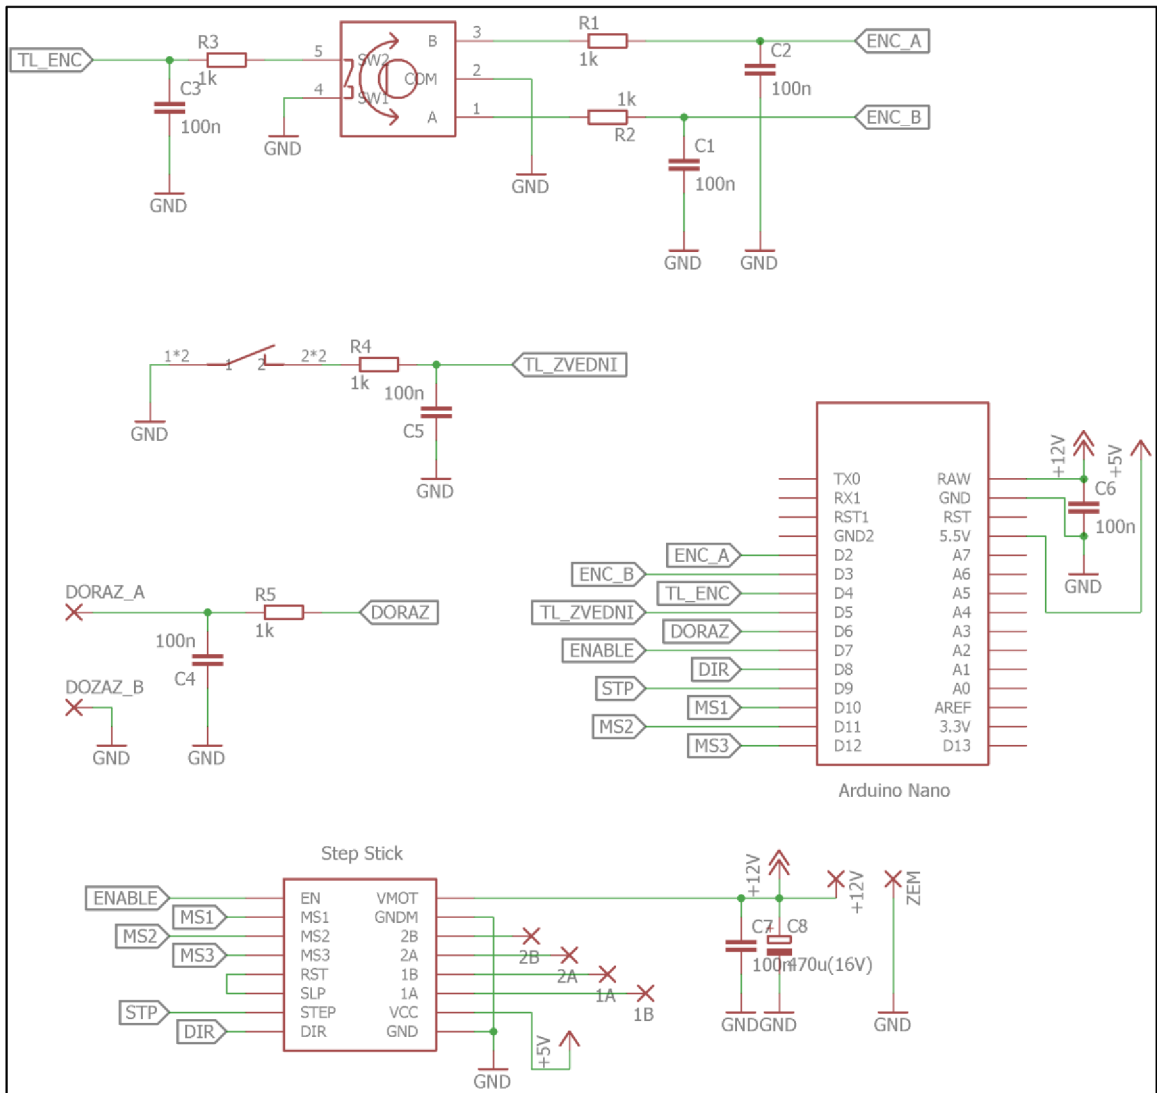 TL_ENC
R3
1k
C3
100n
GND
5
4
SW2
SW1
COM
B
A
GND
3
2
1
GND
R1
1k
1k
R2
C2
100n
C1
100n
GND
GND
ENC_A
ENC_B
1*2
1
2
2*2
GND
R4
1k
100n
C5
GND
TL_ZVEDNI
DORAZ_A
100n
C4
R5
1k
DORAZ
DOZAZ_B
GND
GND
ENC_A
ENC_B
TL_ENC
TL_ZVEDNI
DORAZ
ENABLE
DIR
STP
MS1
MS2
MS3
TX0
RX1
RST1
GND2
D2
D3
D4
D5
D6
D7
D8
D9
D10
D11
D12
RAW
GND
RST
5.5V
A7
A6
A5
A4
A3
A2
A1
A0
AREF
3.3V
D13
+12V
+5V
C6
100n
GND
Arduino Nano
Step Stick
ENABLE
MS1
MS2
MS3
STP
DIR
EN
MS1
MS2
MS3
RST
SLP
STEP
DIR
VMOT
GNDM
2B
2A
1B
1A
VCC
GND
2B
2A
1A
1B
GND
+5V
+12V
+12V
ZEM
C7
100n
+
C8
470u(16V)
GND
GND
GND